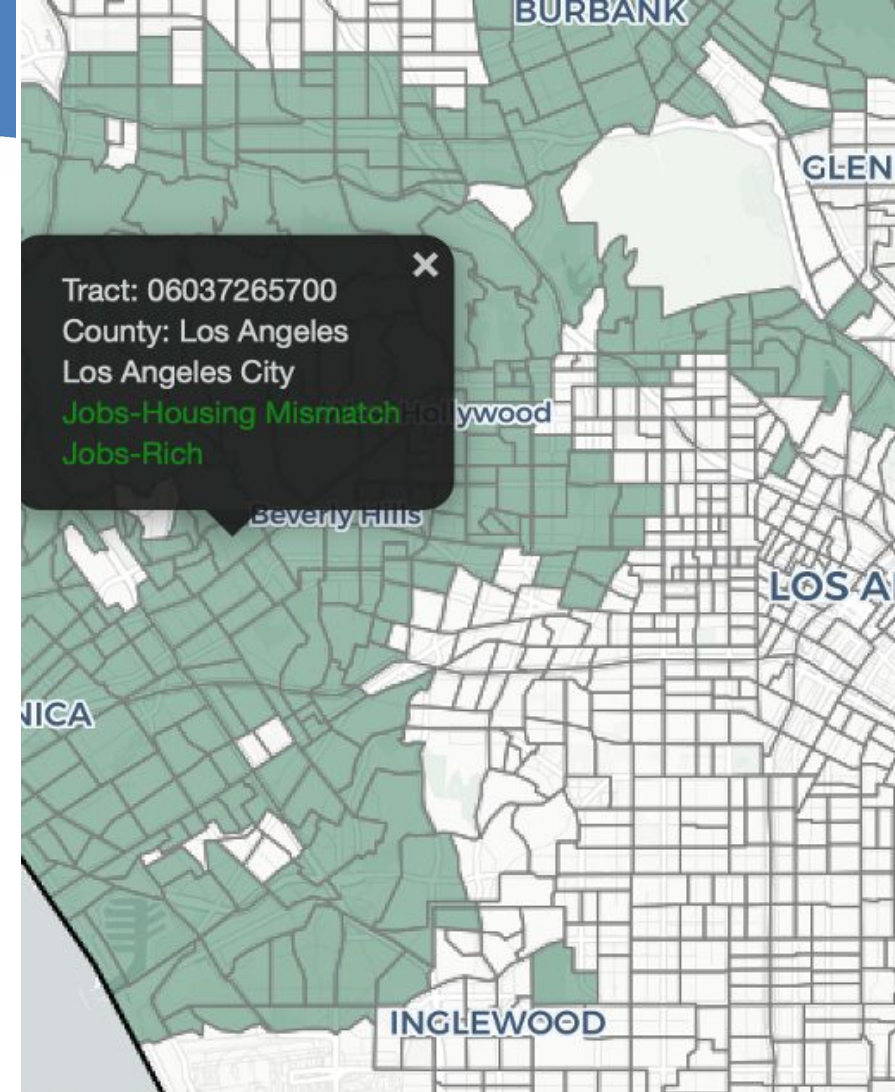 BURBANK
GLEN
Tract: 06037265700
County: Los Angeles
Los Angeles City
Jobs-Housing Mismatch
Jobs-Rich
ywood
Beverly Hills
LOS A
NICA
INGLEWOOD